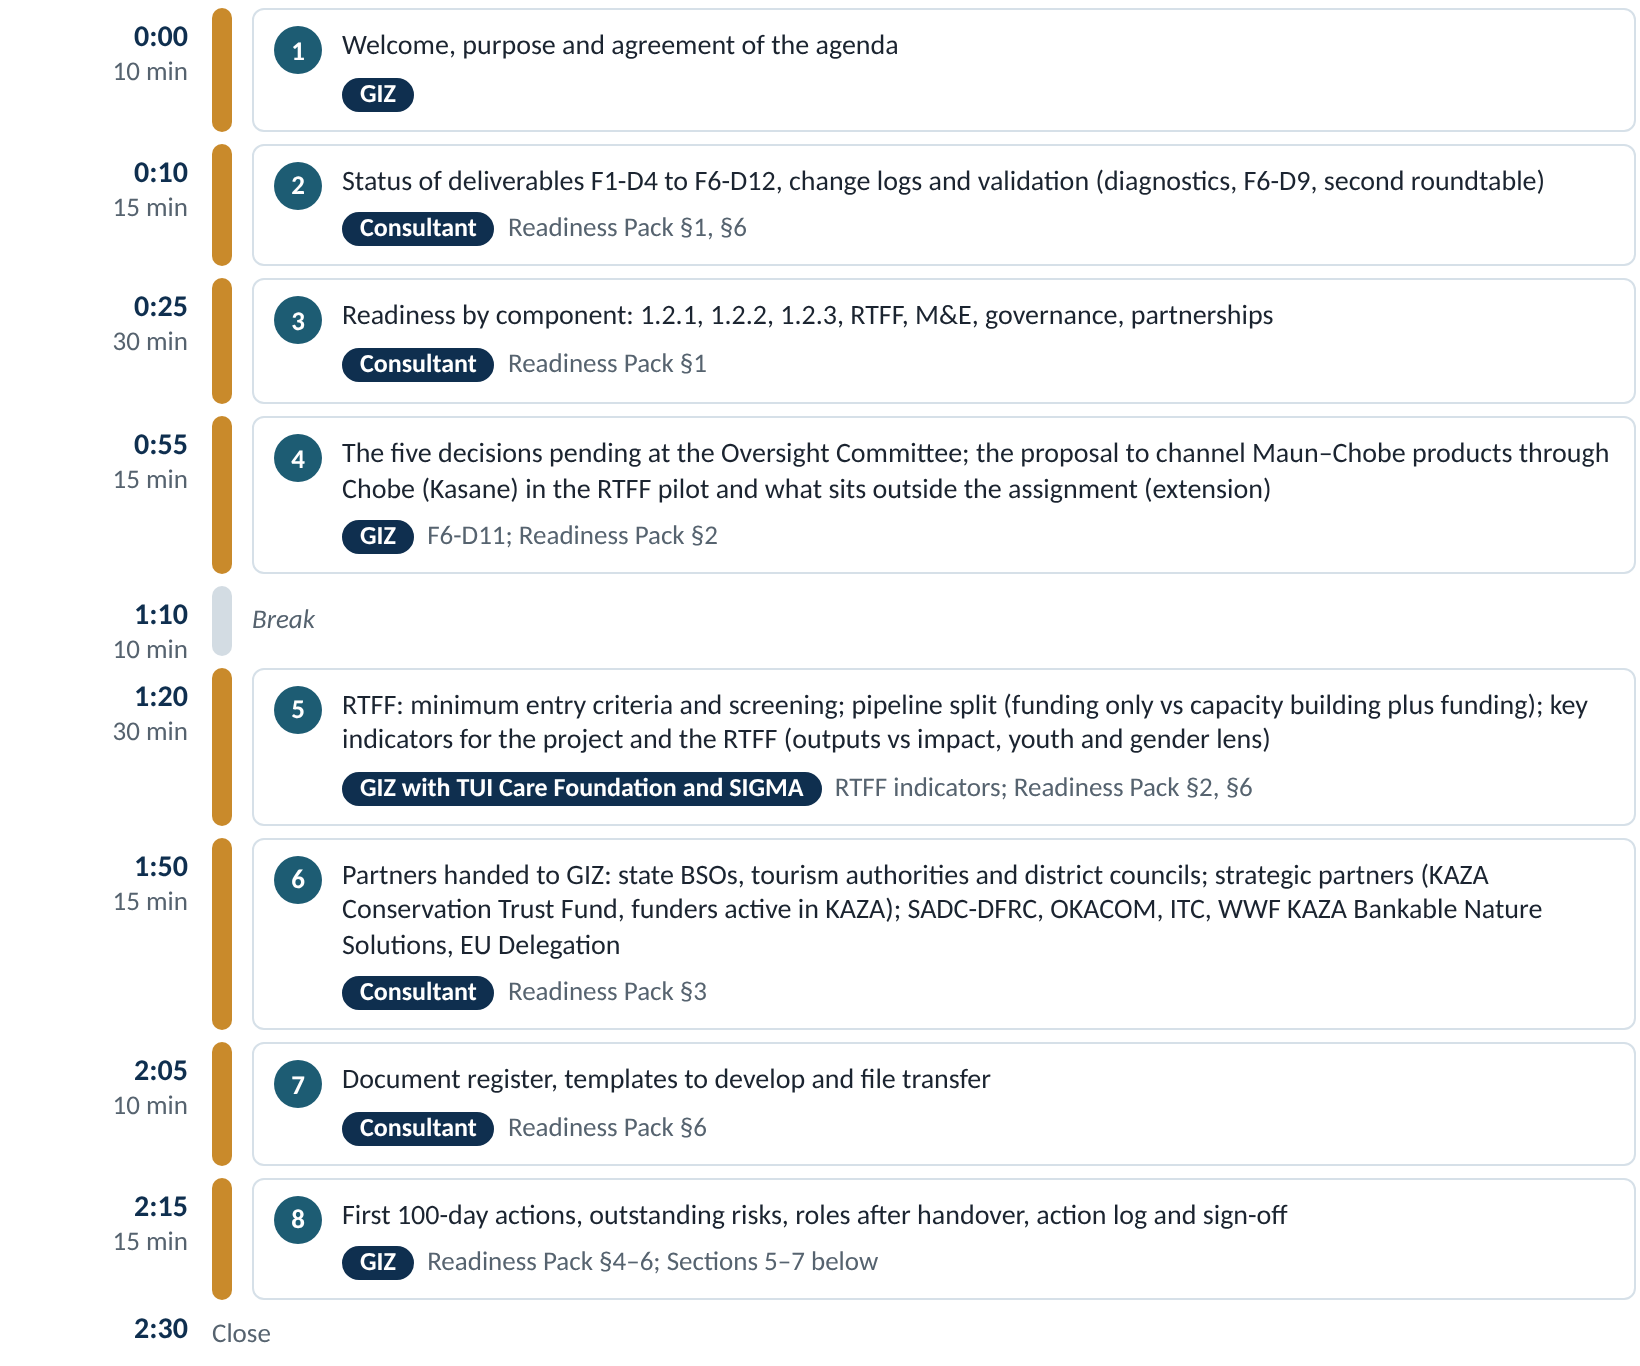 0:00
10 min
1
Welcome, purpose and agreement of the agenda
GIZ
0:10
15 min
2
Status of deliverables F1-D4 to F6-D12, change logs and validation (diagnostics, F6-D9, second roundtable)
Consultant Readiness Pack §1, §6
0:25
30 min
3
Readiness by component: 1.2.1, 1.2.2, 1.2.3, RTFF, M&E, governance, partnerships
Consultant Readiness Pack §1
0:55
15 min
4
The five decisions pending at the Oversight Committee; the proposal to channel Maun–Chobe products through
Chobe (Kasane) in the RTFF pilot and what sits outside the assignment (extension)
GIZ F6-D11; Readiness Pack §2
1:10
10 min
Break
1:20
30 min
5
RTFF: minimum entry criteria and screening; pipeline split (funding only vs capacity building plus funding); key
indicators for the project and the RTFF (outputs vs impact, youth and gender lens)
GIZ with TUI Care Foundation and SIGMA RTFF indicators; Readiness Pack §2, §6
1:50
15 min
6
Partners handed to GIZ: state BSOs, tourism authorities and district councils; strategic partners (KAZA
Conservation Trust Fund, funders active in KAZA); SADC-DFRC, OKACOM, ITC, WWF KAZA Bankable Nature
Solutions, EU Delegation
Consultant Readiness Pack §3
2:05
10 min
7
Document register, templates to develop and file transfer
Consultant Readiness Pack §6
2:15
15 min
8
First 100-day actions, outstanding risks, roles after handover, action log and sign-off
GIZ Readiness Pack §4–6; Sections 5–7 below
2:30 Close